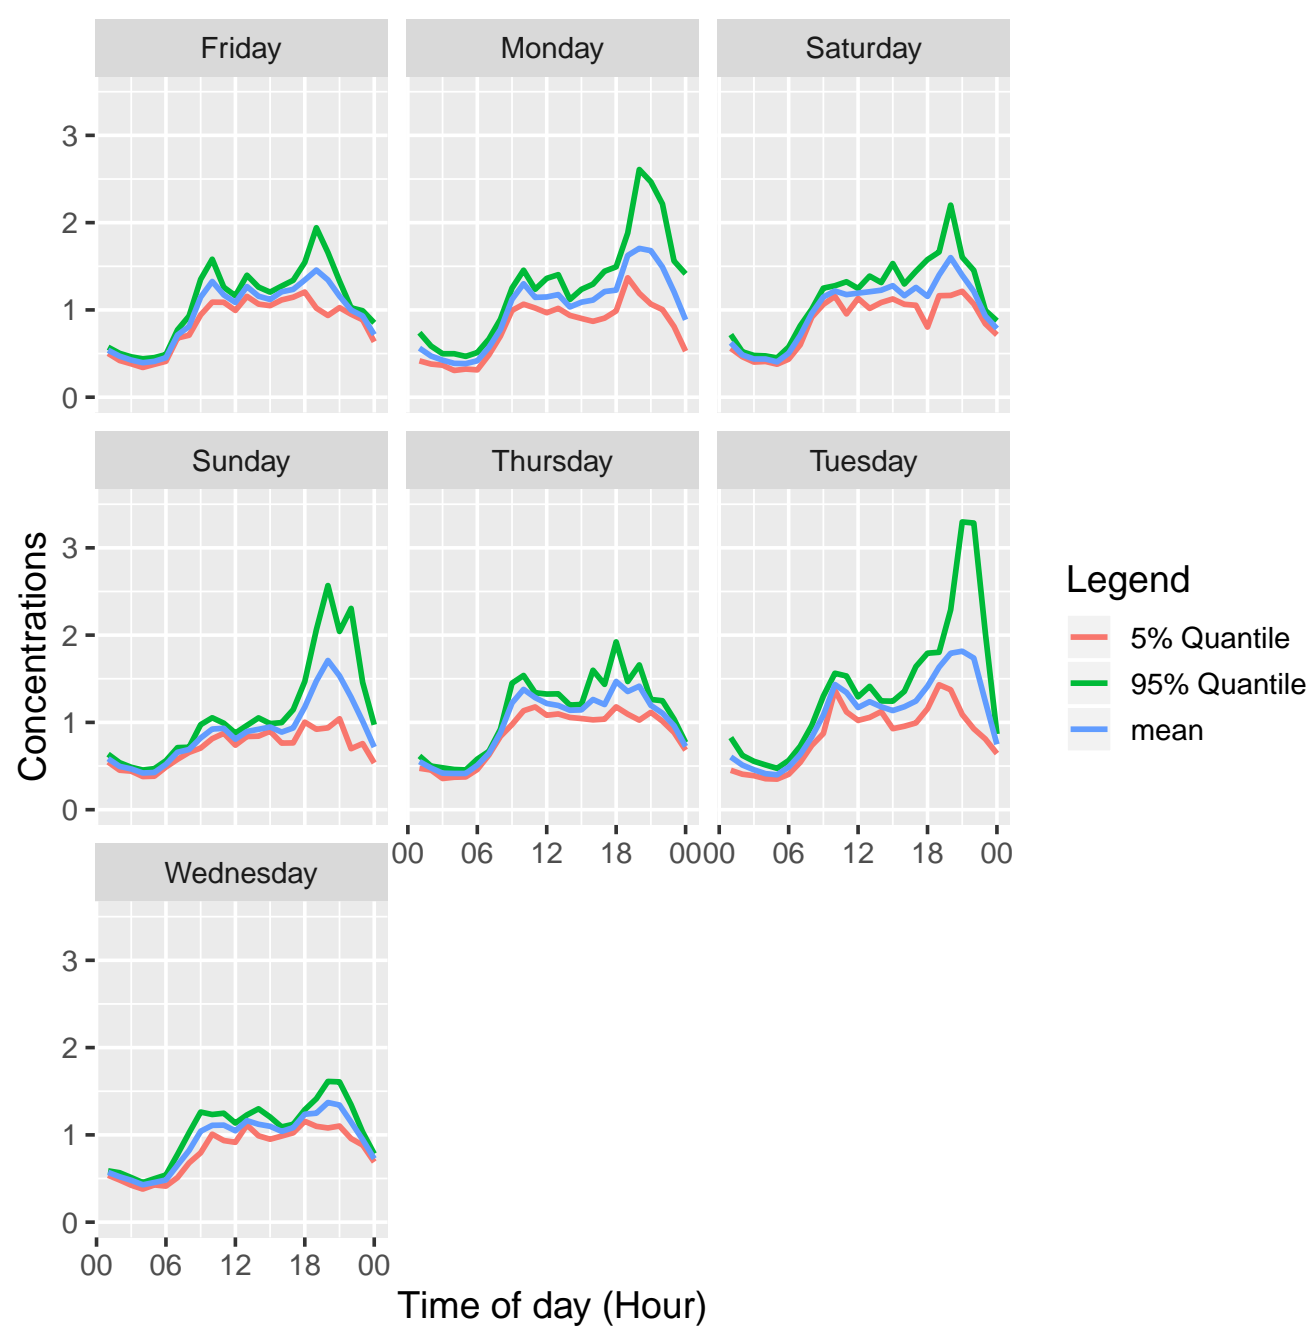 Friday
Monday
Saturday
3
2
1
0
Sunday
Thursday
Tuesday
3
2
1
0
00 06 12 18 00
00 06 12 18 00
Wednesday
3
2
1
0
00 06 12 18 00
Time of day (Hour)
Concentrations
Legend
5% Quantile
95% Quantile
mean